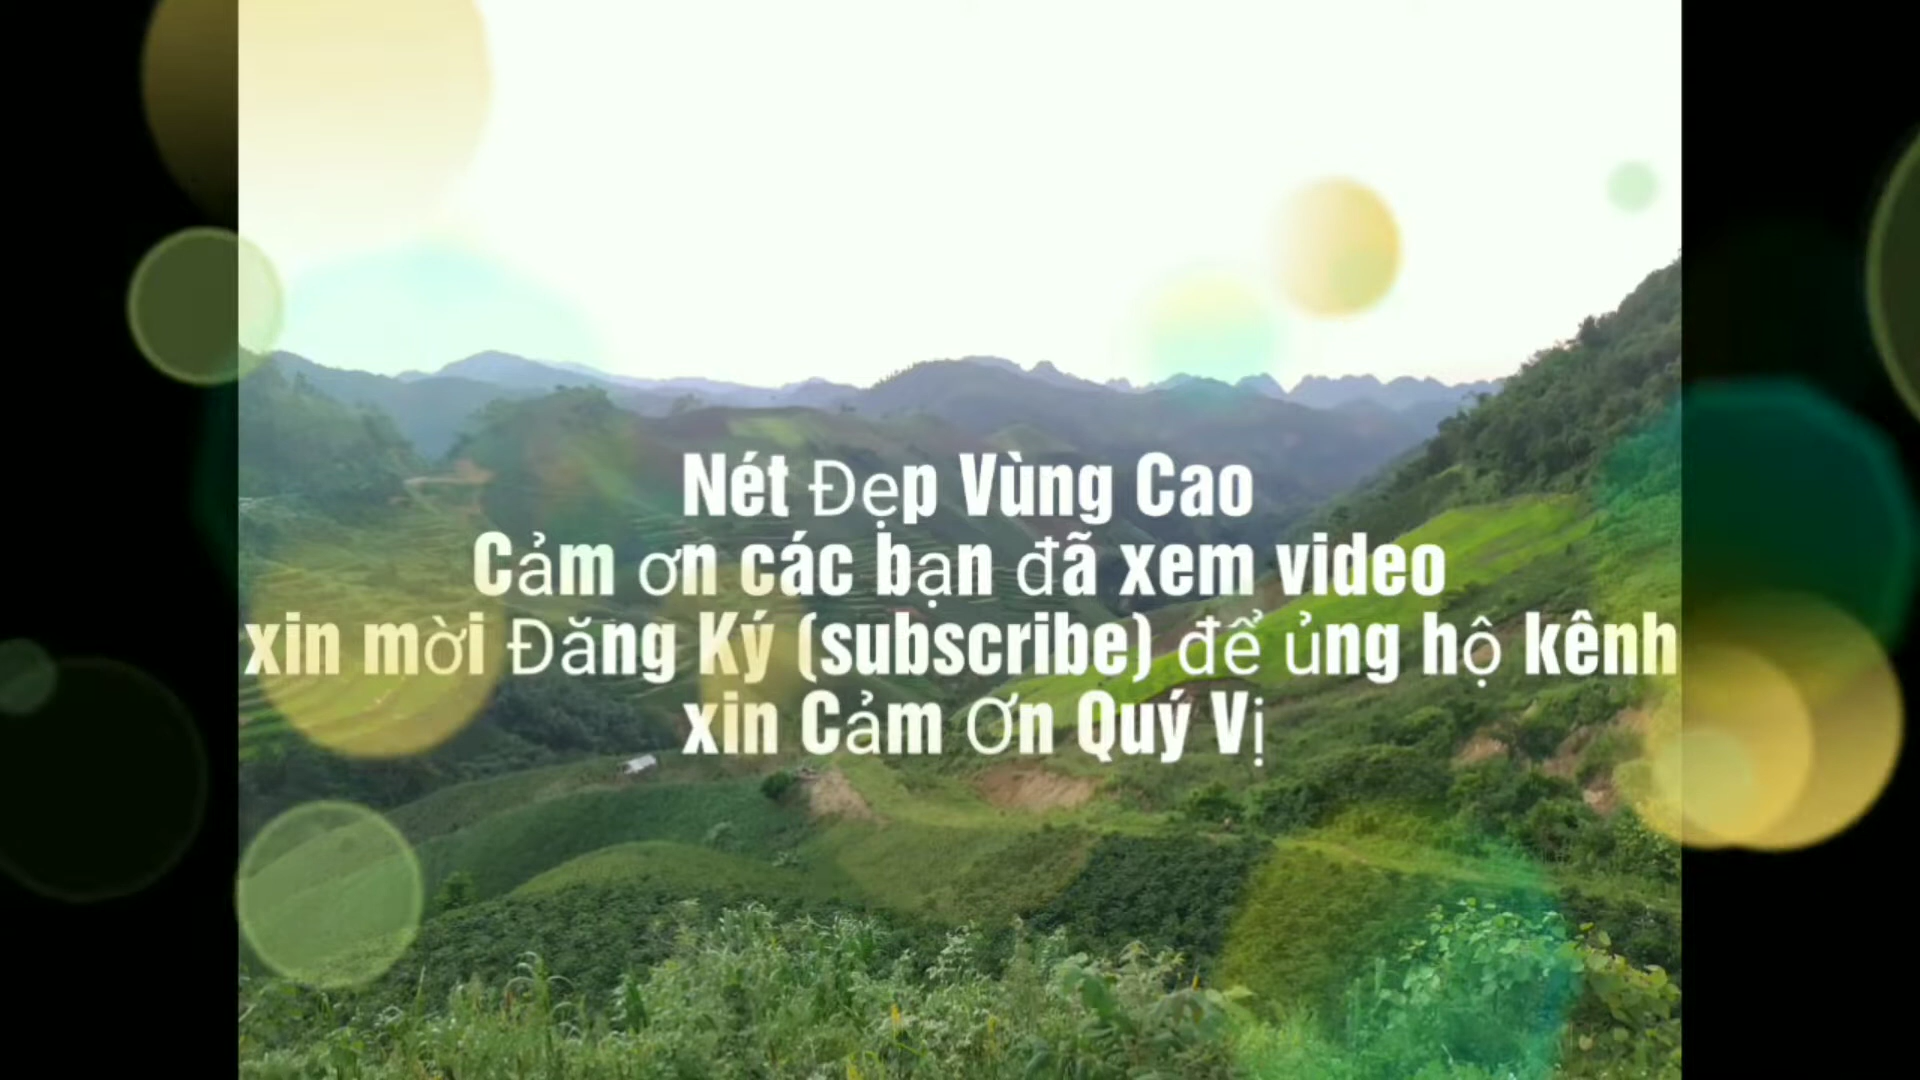 Nét Đẹp Vùng Cao
Cảm ơn các bạn đã xem video
xin mời Đăng Ký (subscribe) để ủng hộ kênh
xin Cảm Ơn Quý Vị